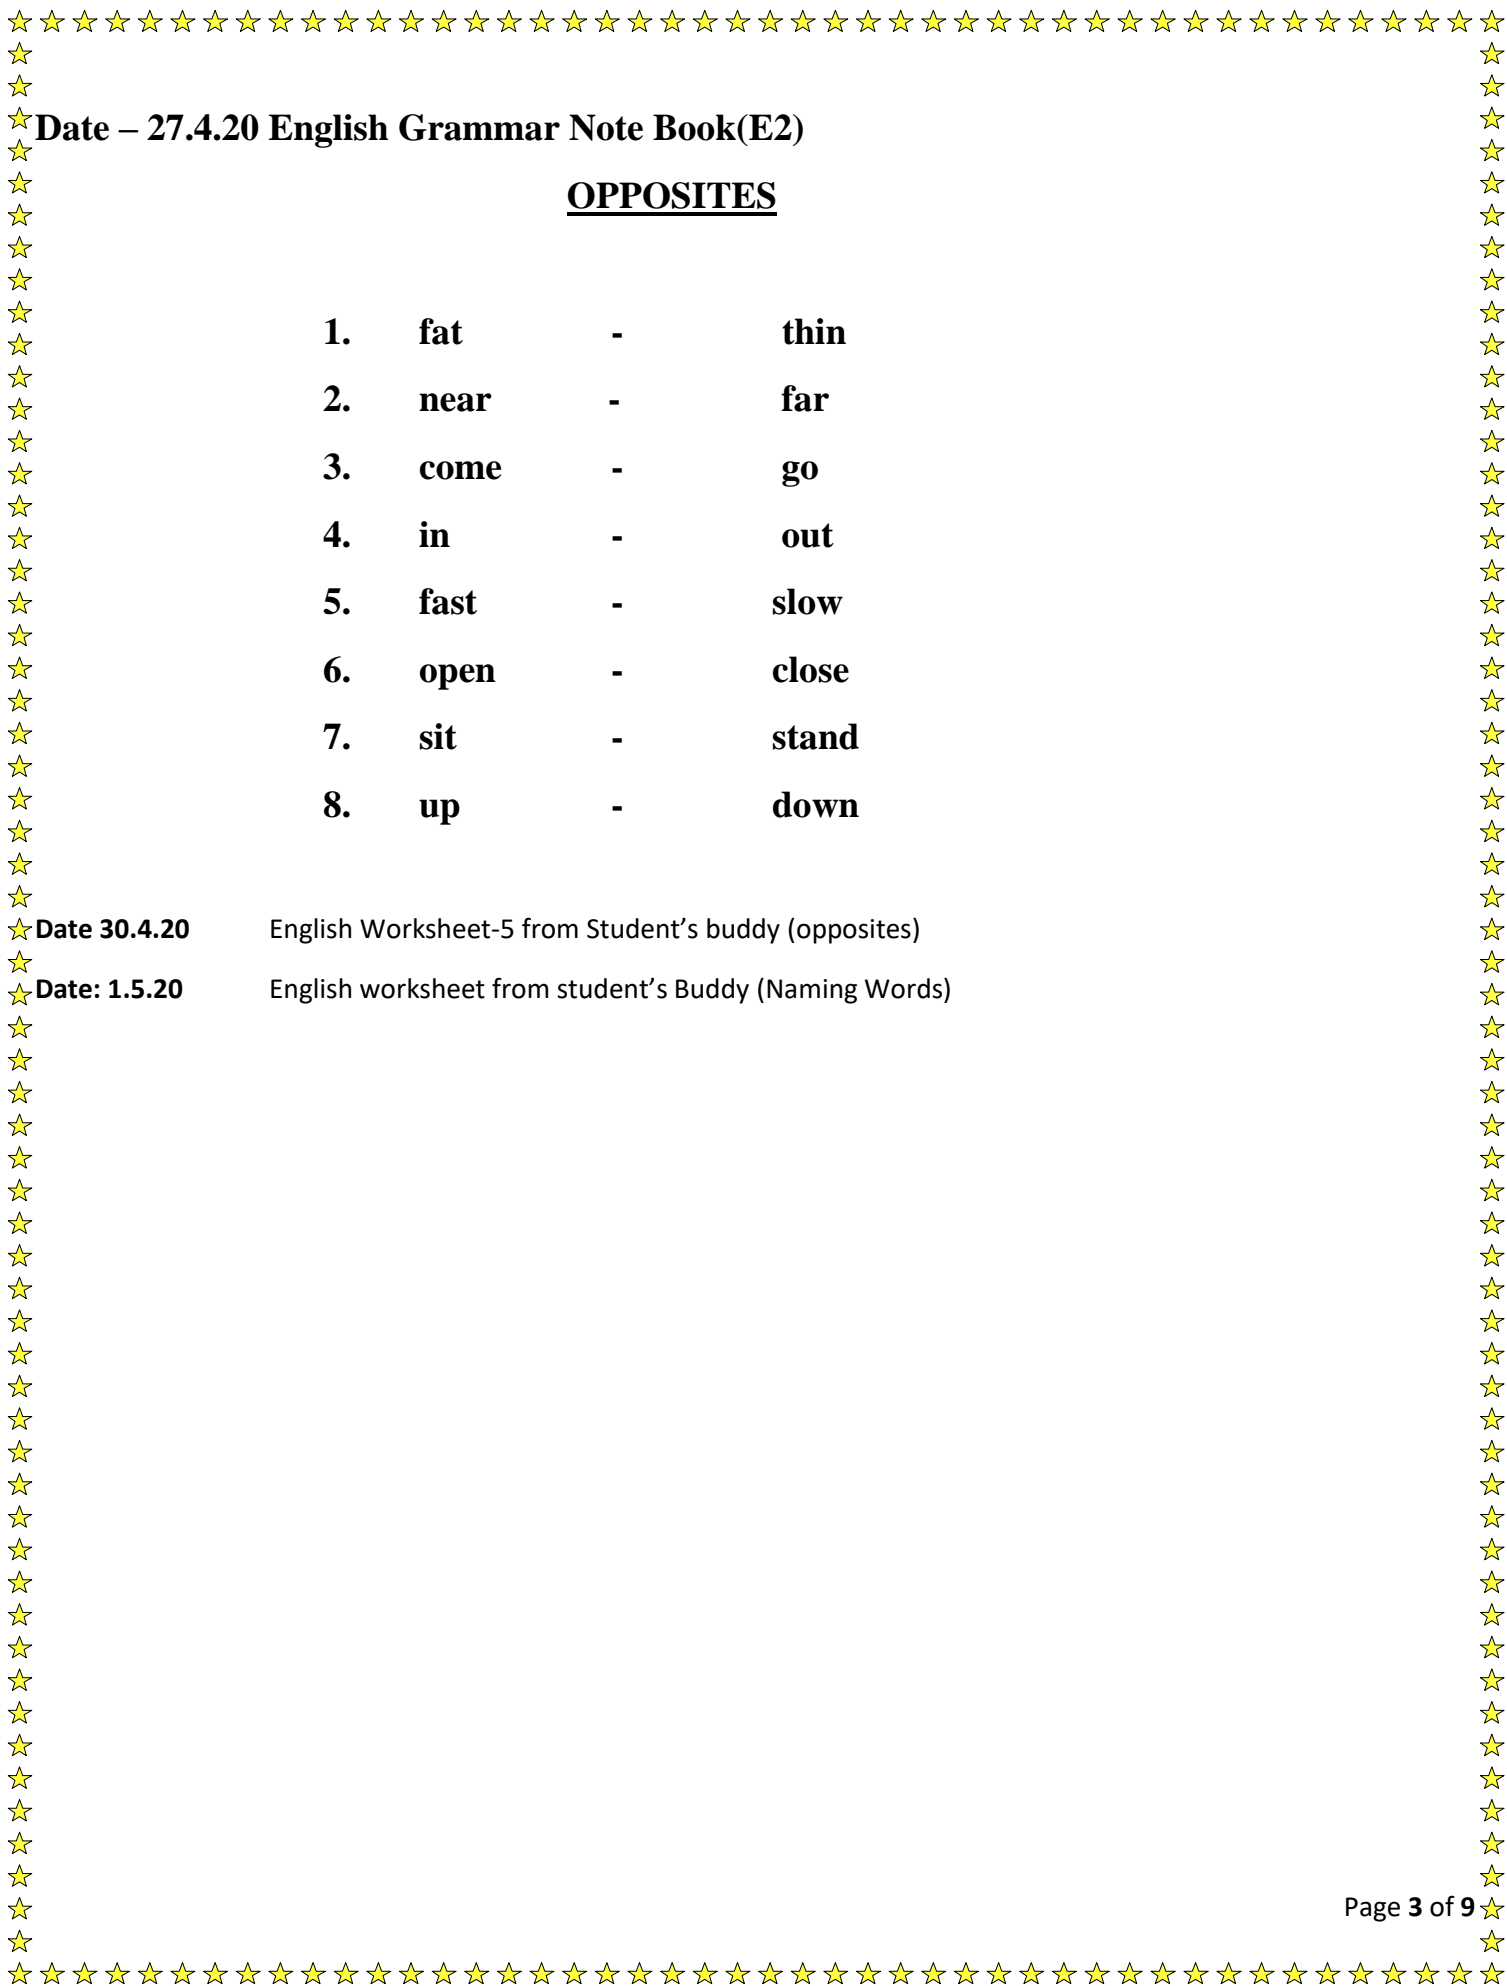 Date – 27.4.20 English Grammar Note Book(E2)
OPPOSITES
1. fat - thin
2. near - far
3. come - go
4. in - out
5. fast - slow
6. open - close
7. sit - stand
8. up - down
Date 30.4.20 English Worksheet-5 from Student’s buddy (opposites)
Date: 1.5.20 English worksheet from student’s Buddy (Naming Words)
Page 3 of 9